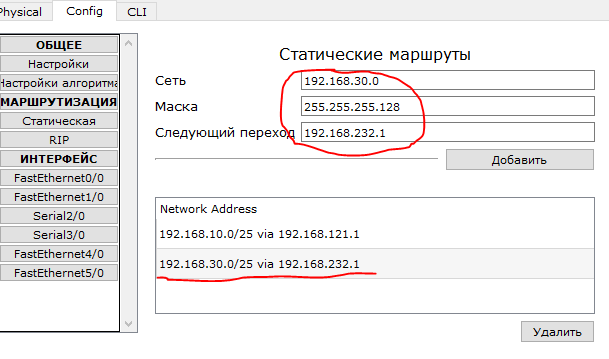 Physical Config CLI
ОБЩЕЕ
Настройки
Настройки алгоритма
МАРШРУТИЗАЦИЯ
Статическая
RIP
ИНТЕРФЕЙС
FastEthernet0/0
FastEthernet1/0
Serial2/0
Serial3/0
FastEthernet4/0
FastEthernet5/0
Статические маршруты
Сеть 192.168.30.0
Маска 255.255.255.128
Следующий переход 192.168.232.1
Добавить
Network Address
192.168.10.0/25 via 192.168.121.1
192.168.30.0/25 via 192.168.232.1
Удалить